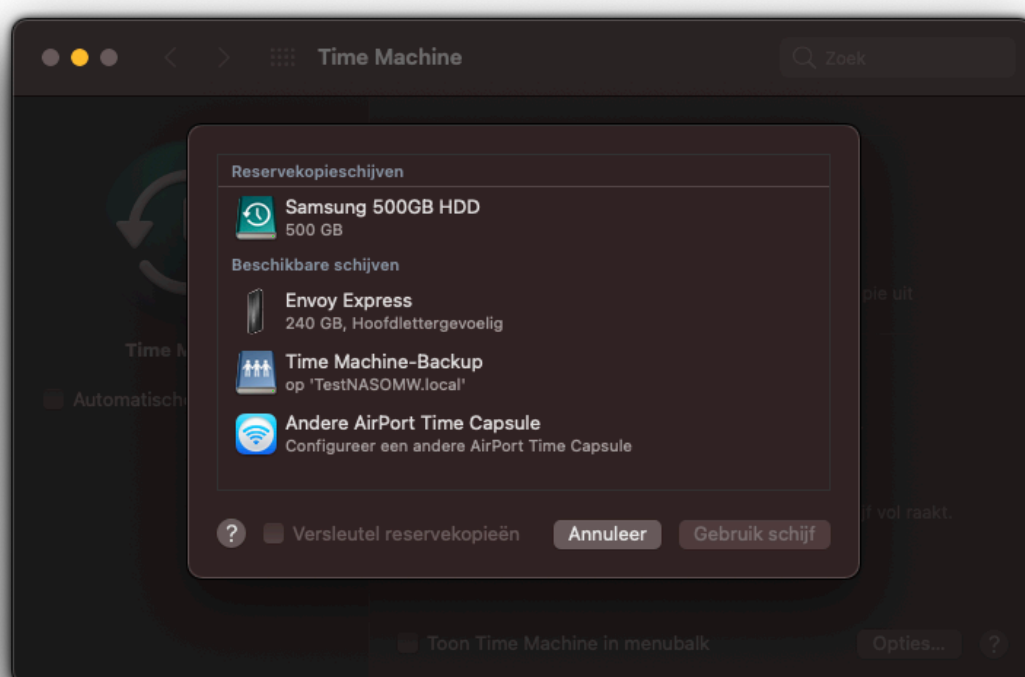 Time Machine
Zoek
Reservekopieschijven
Samsung 500GB HDD
500 GB
Beschikbare schijven
Envoy Express
240 GB, Hoofdlettergevoelig
Time Machine-Backup
op 'TestNASOMW.local'
Andere AirPort Time Capsule
Configureer een andere AirPort Time Capsule
? Versleutel reservekopieën Annuleer Gebruik schijf
pie uit
Time M
Automatische
jf vol raakt.
Toon Time Machine in menubalk Opties... ?